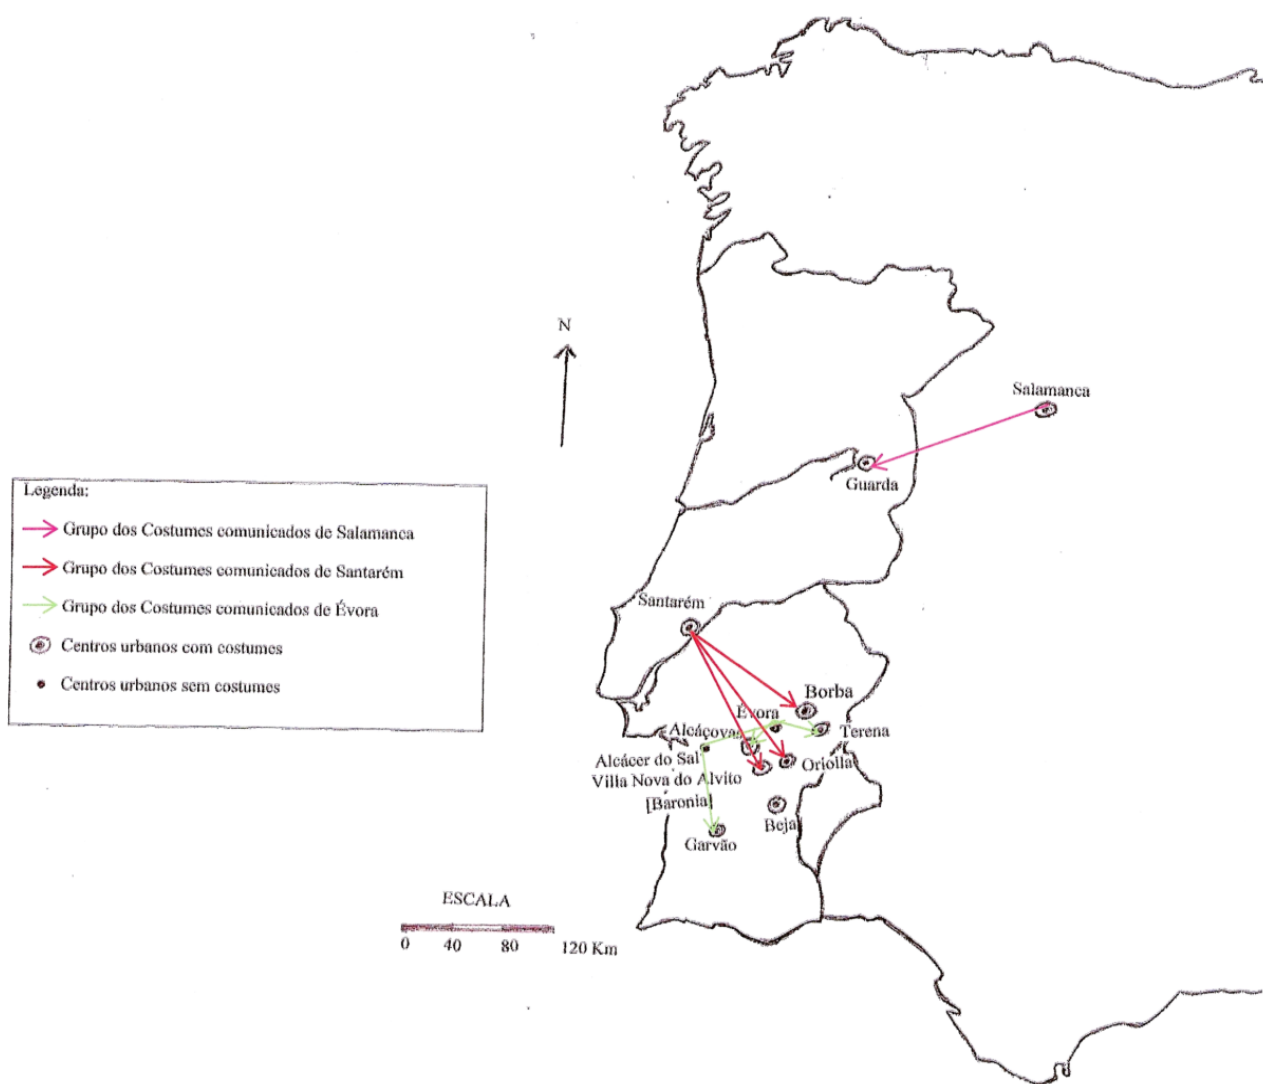 N
Salamanca
Guarda
Legenda:
Grupo dos Costumes comunicados de Salamanca
Grupo dos Costumes comunicados de Santarém
Grupo dos Costumes comunicados de Évora
Centros urbanos com costumes
Centros urbanos sem costumes
Santarém
Borba
Évora
Alcáçovas
Terena
Alcácer do Sal
Oriolla
Villa Nova do Alvito
[Baronia]
Beja
Garvão
ESCALA
0 40 80 120 Km